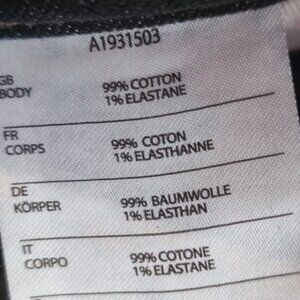 A1931503
GB 99% COTTON
BODY 1% ELASTANE
FR 99% COTON
CORPS 1% ELASTHANNE
DE 99% BAUMWOLLE
KÖRPER 1% ELASTHAN
IT 99% COTONE
CORPO 1% ELASTANE